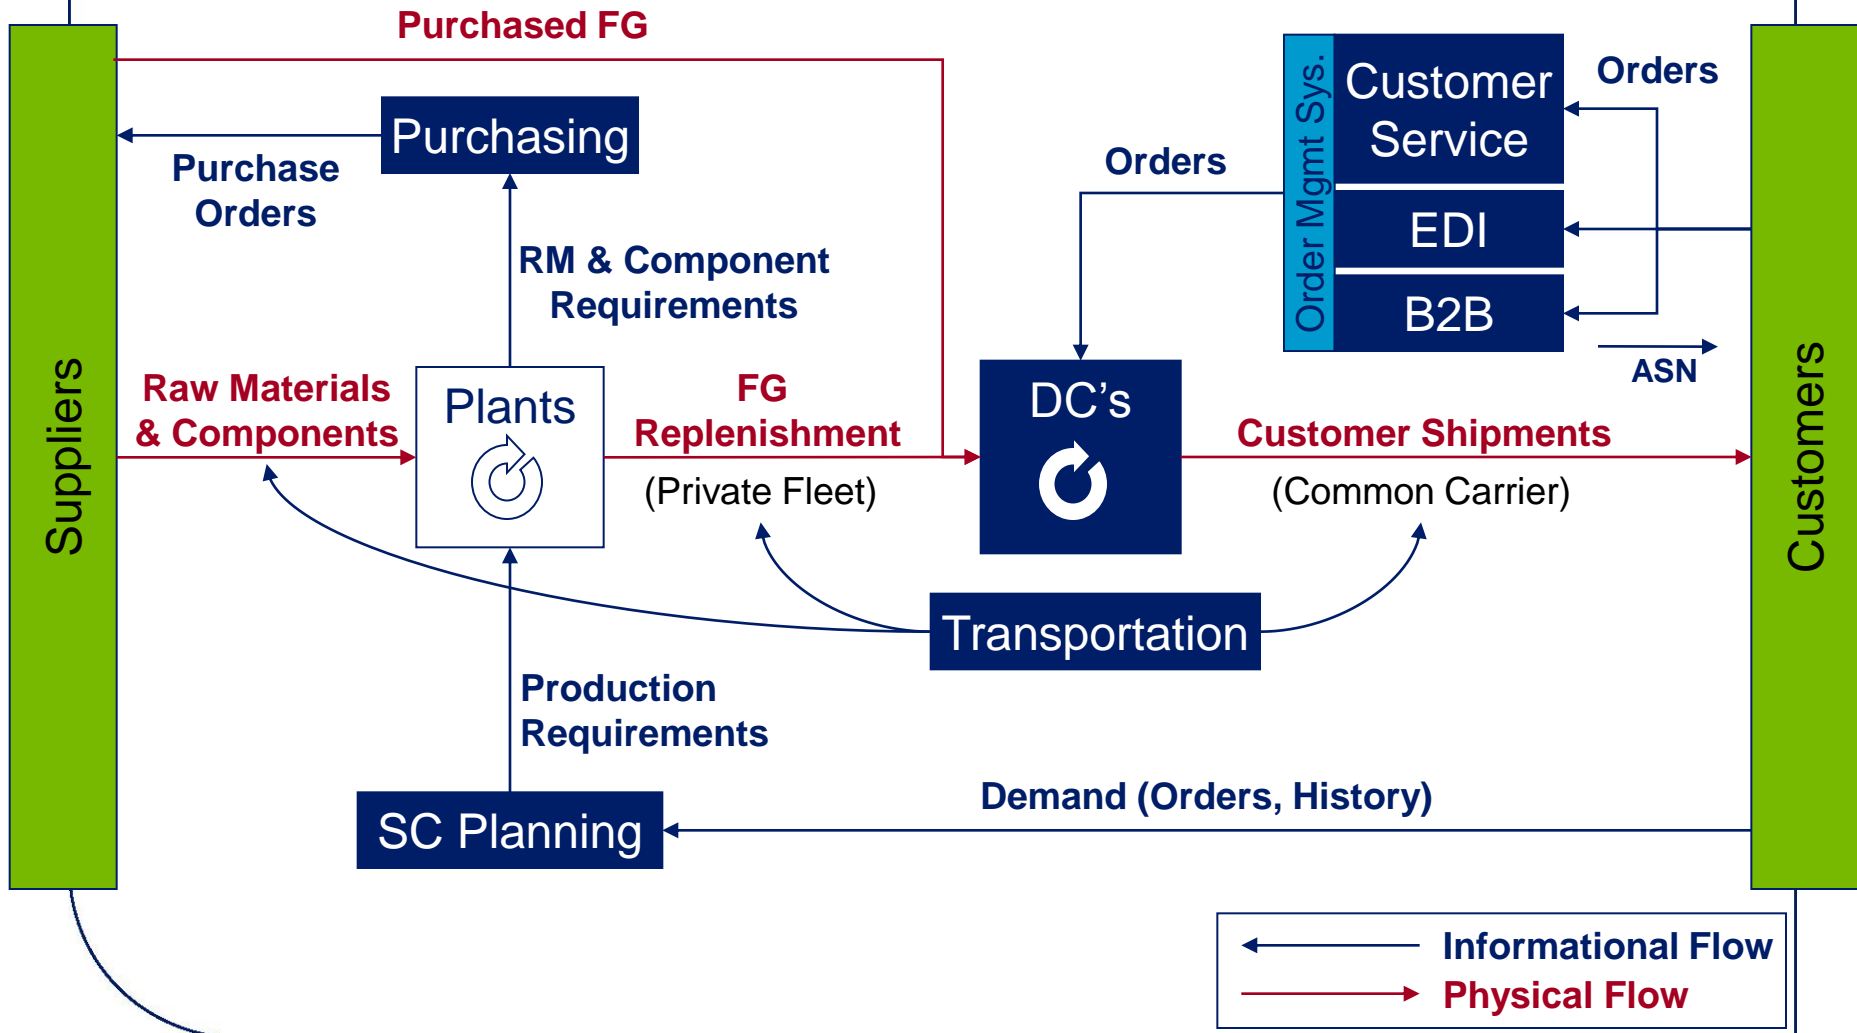 Purchased FG
Purchasing
Purchase
Orders
RM & Component
Requirements
Suppliers
Raw Materials
& Components
Plants
FG
Replenishment
(Private Fleet)
Orders
Order Mgmt Sys.
Customer
Service
EDI
B2B
Orders
ASN
DC's
Customer Shipments
(Common Carrier)
Customers
Transportation
Production
Requirements
SC Planning
Demand (Orders, History)
Informational Flow
Physical Flow